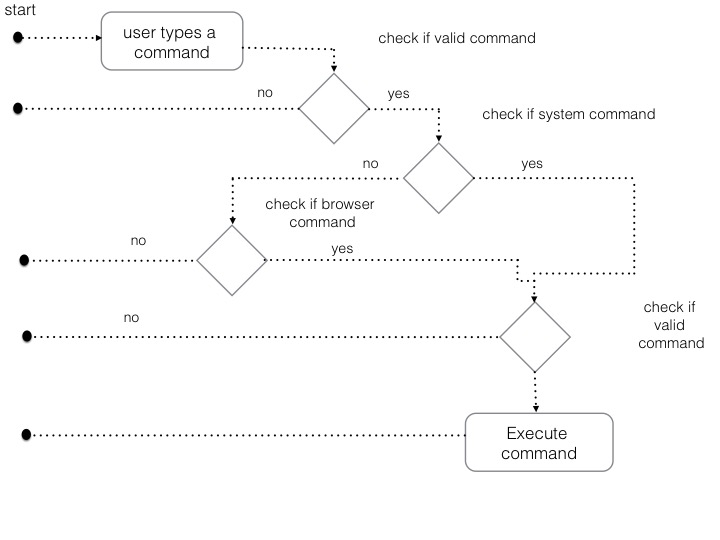 start
user types a
command
check if valid command
no
yes
check if system command
no
yes
check if browser
command
no
yes
no
check if
valid
command
Execute
command